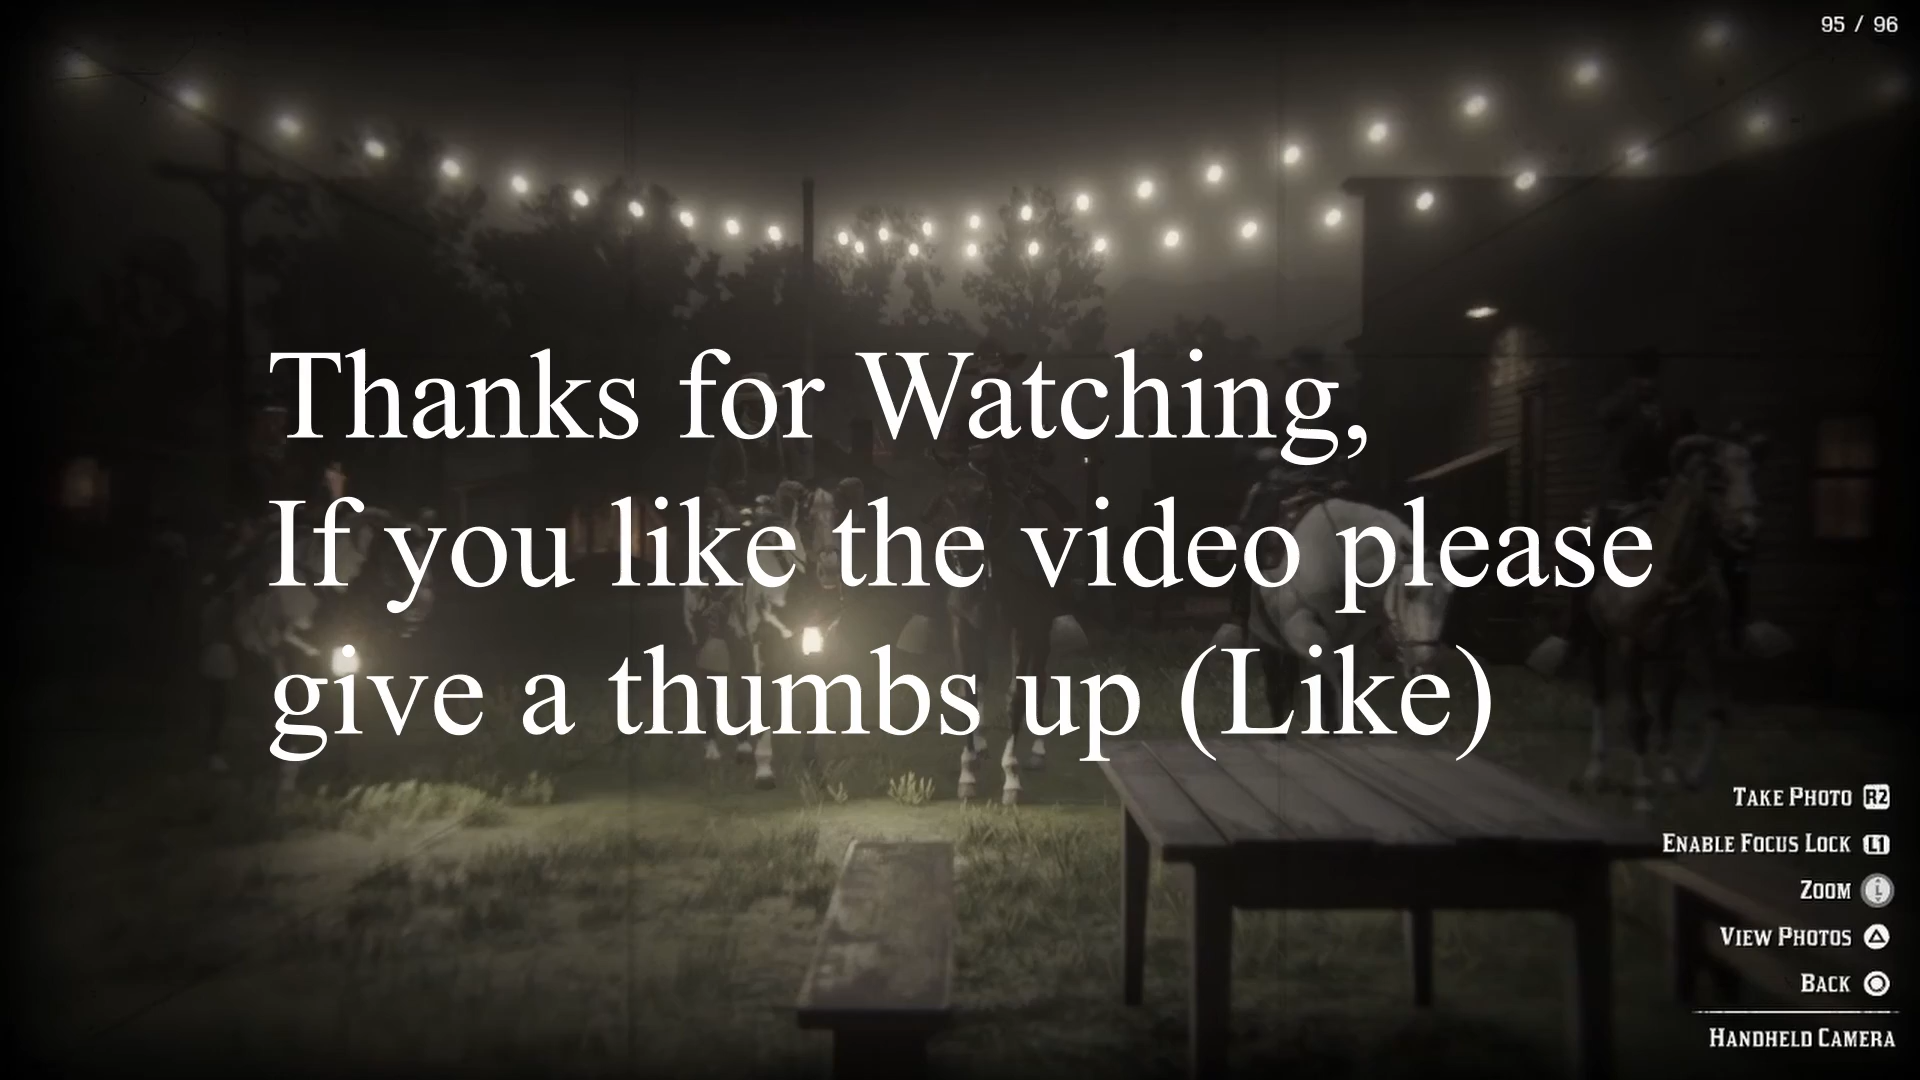 95 / 96
Thanks for Watching,
If you like the video please
give a thumbs up (Like)
TAKE PHOTO R2
ENABLE FOCUS LOCK L1
ZOOM L
VIEW PHOTOS
BACK
HANDHELD CAMERA